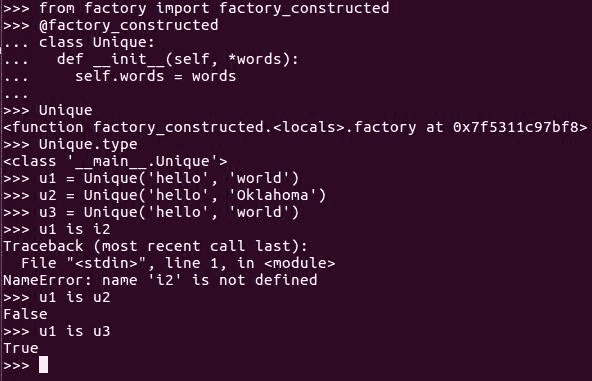 >>> from factory import factory_constructed
>>> @factory_constructed
... class Unique:
...   def __init__(self, *words):
...     self.words = words
...
>>> Unique
<function factory_constructed.<locals>.factory at 0x7f5311c97bf8>
>>> Unique.type
<class '__main__.Unique'>
>>> u1 = Unique('hello', 'world')
>>> u2 = Unique('hello', 'Oklahoma')
>>> u3 = Unique('hello', 'world')
>>> u1 is i2
Traceback (most recent call last):
  File "<stdin>", line 1, in <module>
NameError: name 'i2' is not defined
>>> u1 is u2
False
>>> u1 is u3
True
>>>